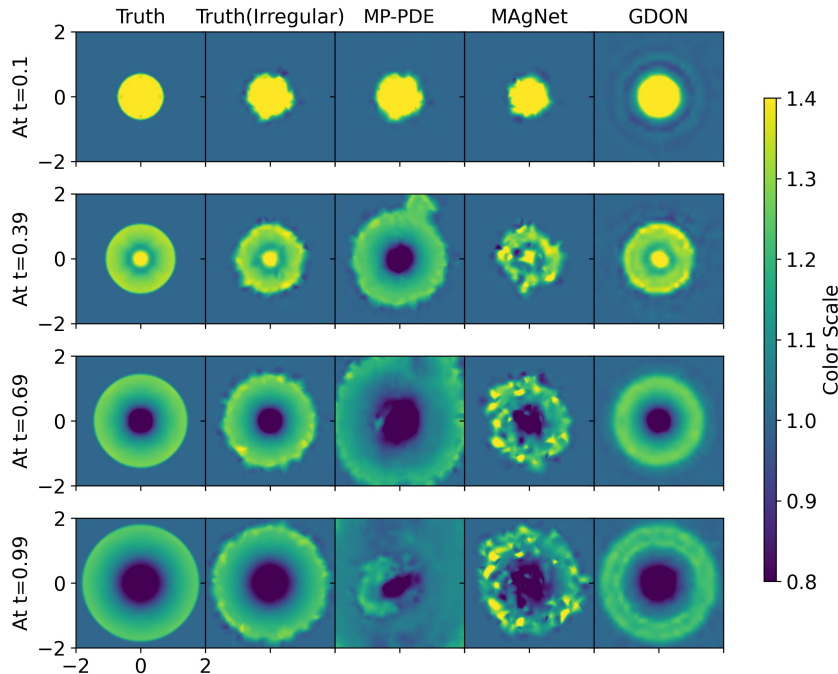 Truth Truth(Irregular) MP-PDE MAgNet GDON
2
0
−2
At t=0.1
2
0
−2
At t=0.39
2
0
−2
At t=0.69
2
0
−2
At t=0.99
−2 0 2
1.4
1.3
1.2
1.1
1.0
0.9
0.8
Color Scale